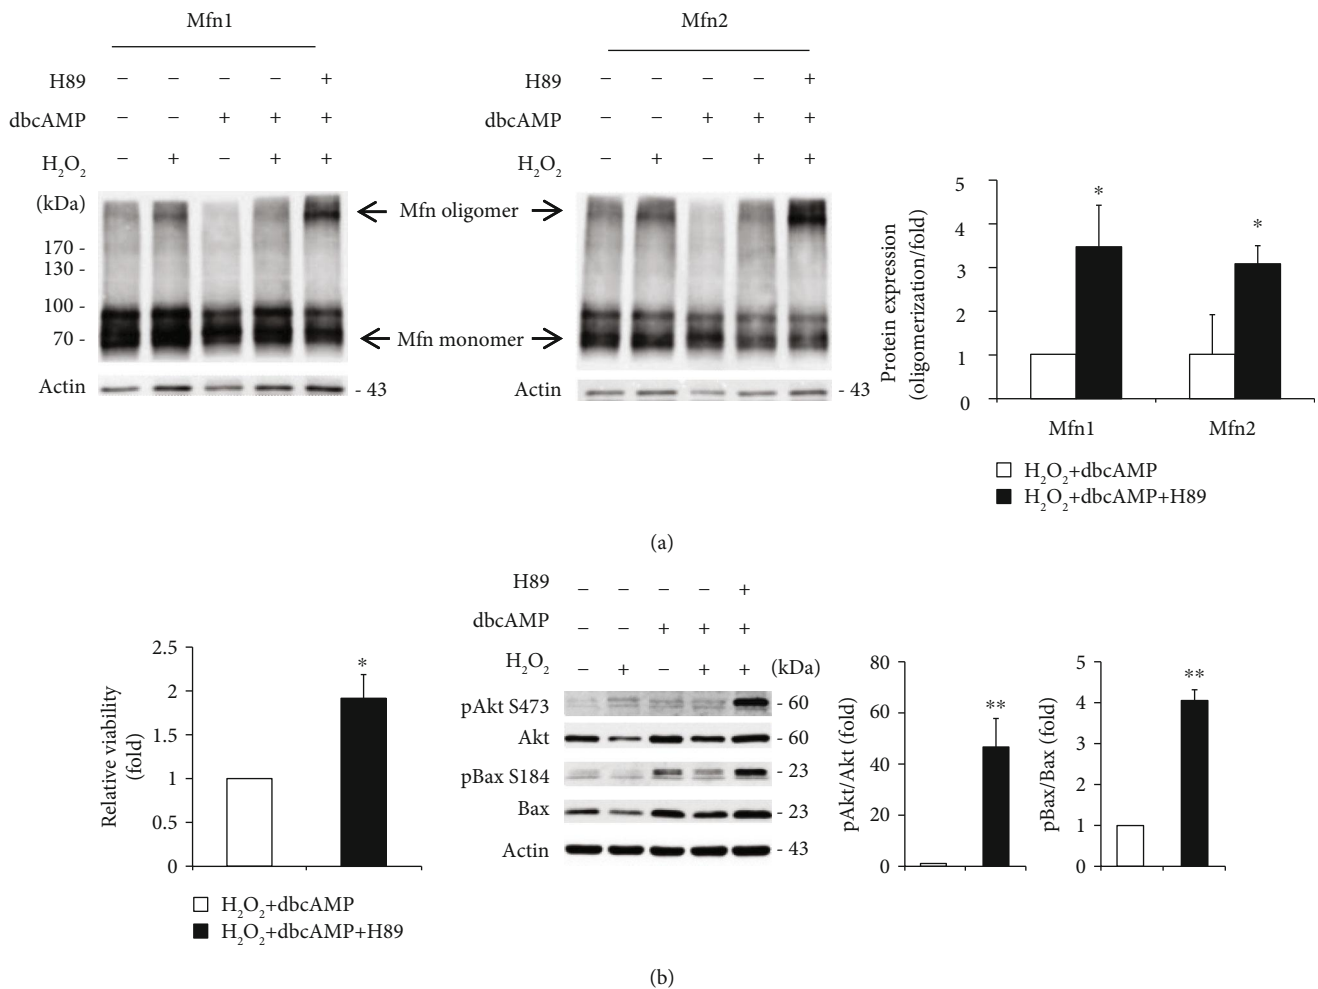 Mfn1
H89 − − − − +
dbcAMP − − + + +
H₂O₂ − + − + +
(kDa)
170 -
130 -
100 -
70 -
Actin
- 43
Mfn oligomer
Mfn monomer
Mfn2
H89 − − − − +
dbcAMP − − + + +
H₂O₂ − + − + +
Actin
- 43
Protein expression
(oligomerization/fold)
5
4
3
2
1
0
*
*
Mfn1 Mfn2
H₂O₂+dbcAMP
H₂O₂+dbcAMP+H89
(a)
Relative viability
(fold)
2.5
2
1.5
1
0.5
0
*
H₂O₂+dbcAMP
H₂O₂+dbcAMP+H89
H89 − − − − +
dbcAMP − − + + +
H₂O₂ − + − + + (kDa)
pAkt S473 - 60
Akt - 60
pBax S184 - 23
Bax - 23
Actin - 43
pAkt/Akt (fold)
80
60
40
20
0
**
pBax/Bax (fold)
5
4
3
2
1
0
**
(b)